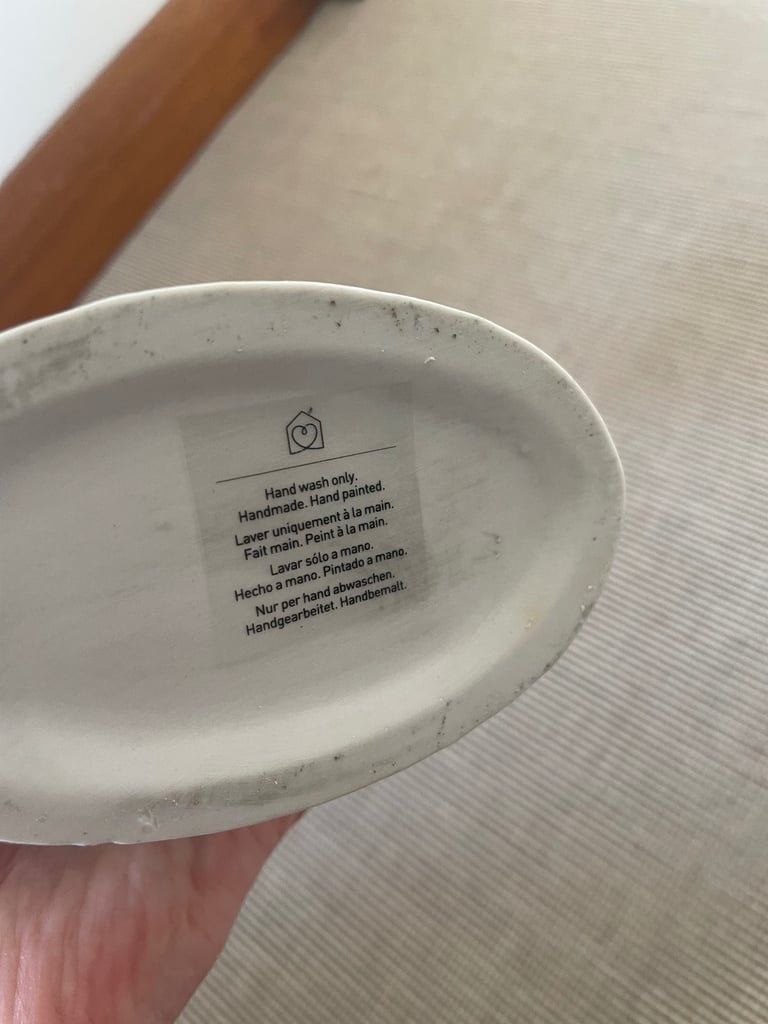 Hand wash only.
Handmade. Hand painted.
Laver uniquement à la main.
Fait main. Peint à la main.
Lavar sólo a mano.
Hecho a mano. Pintado a mano.
Nur per hand abwaschen.
Handgearbeitet. Handbemalt.